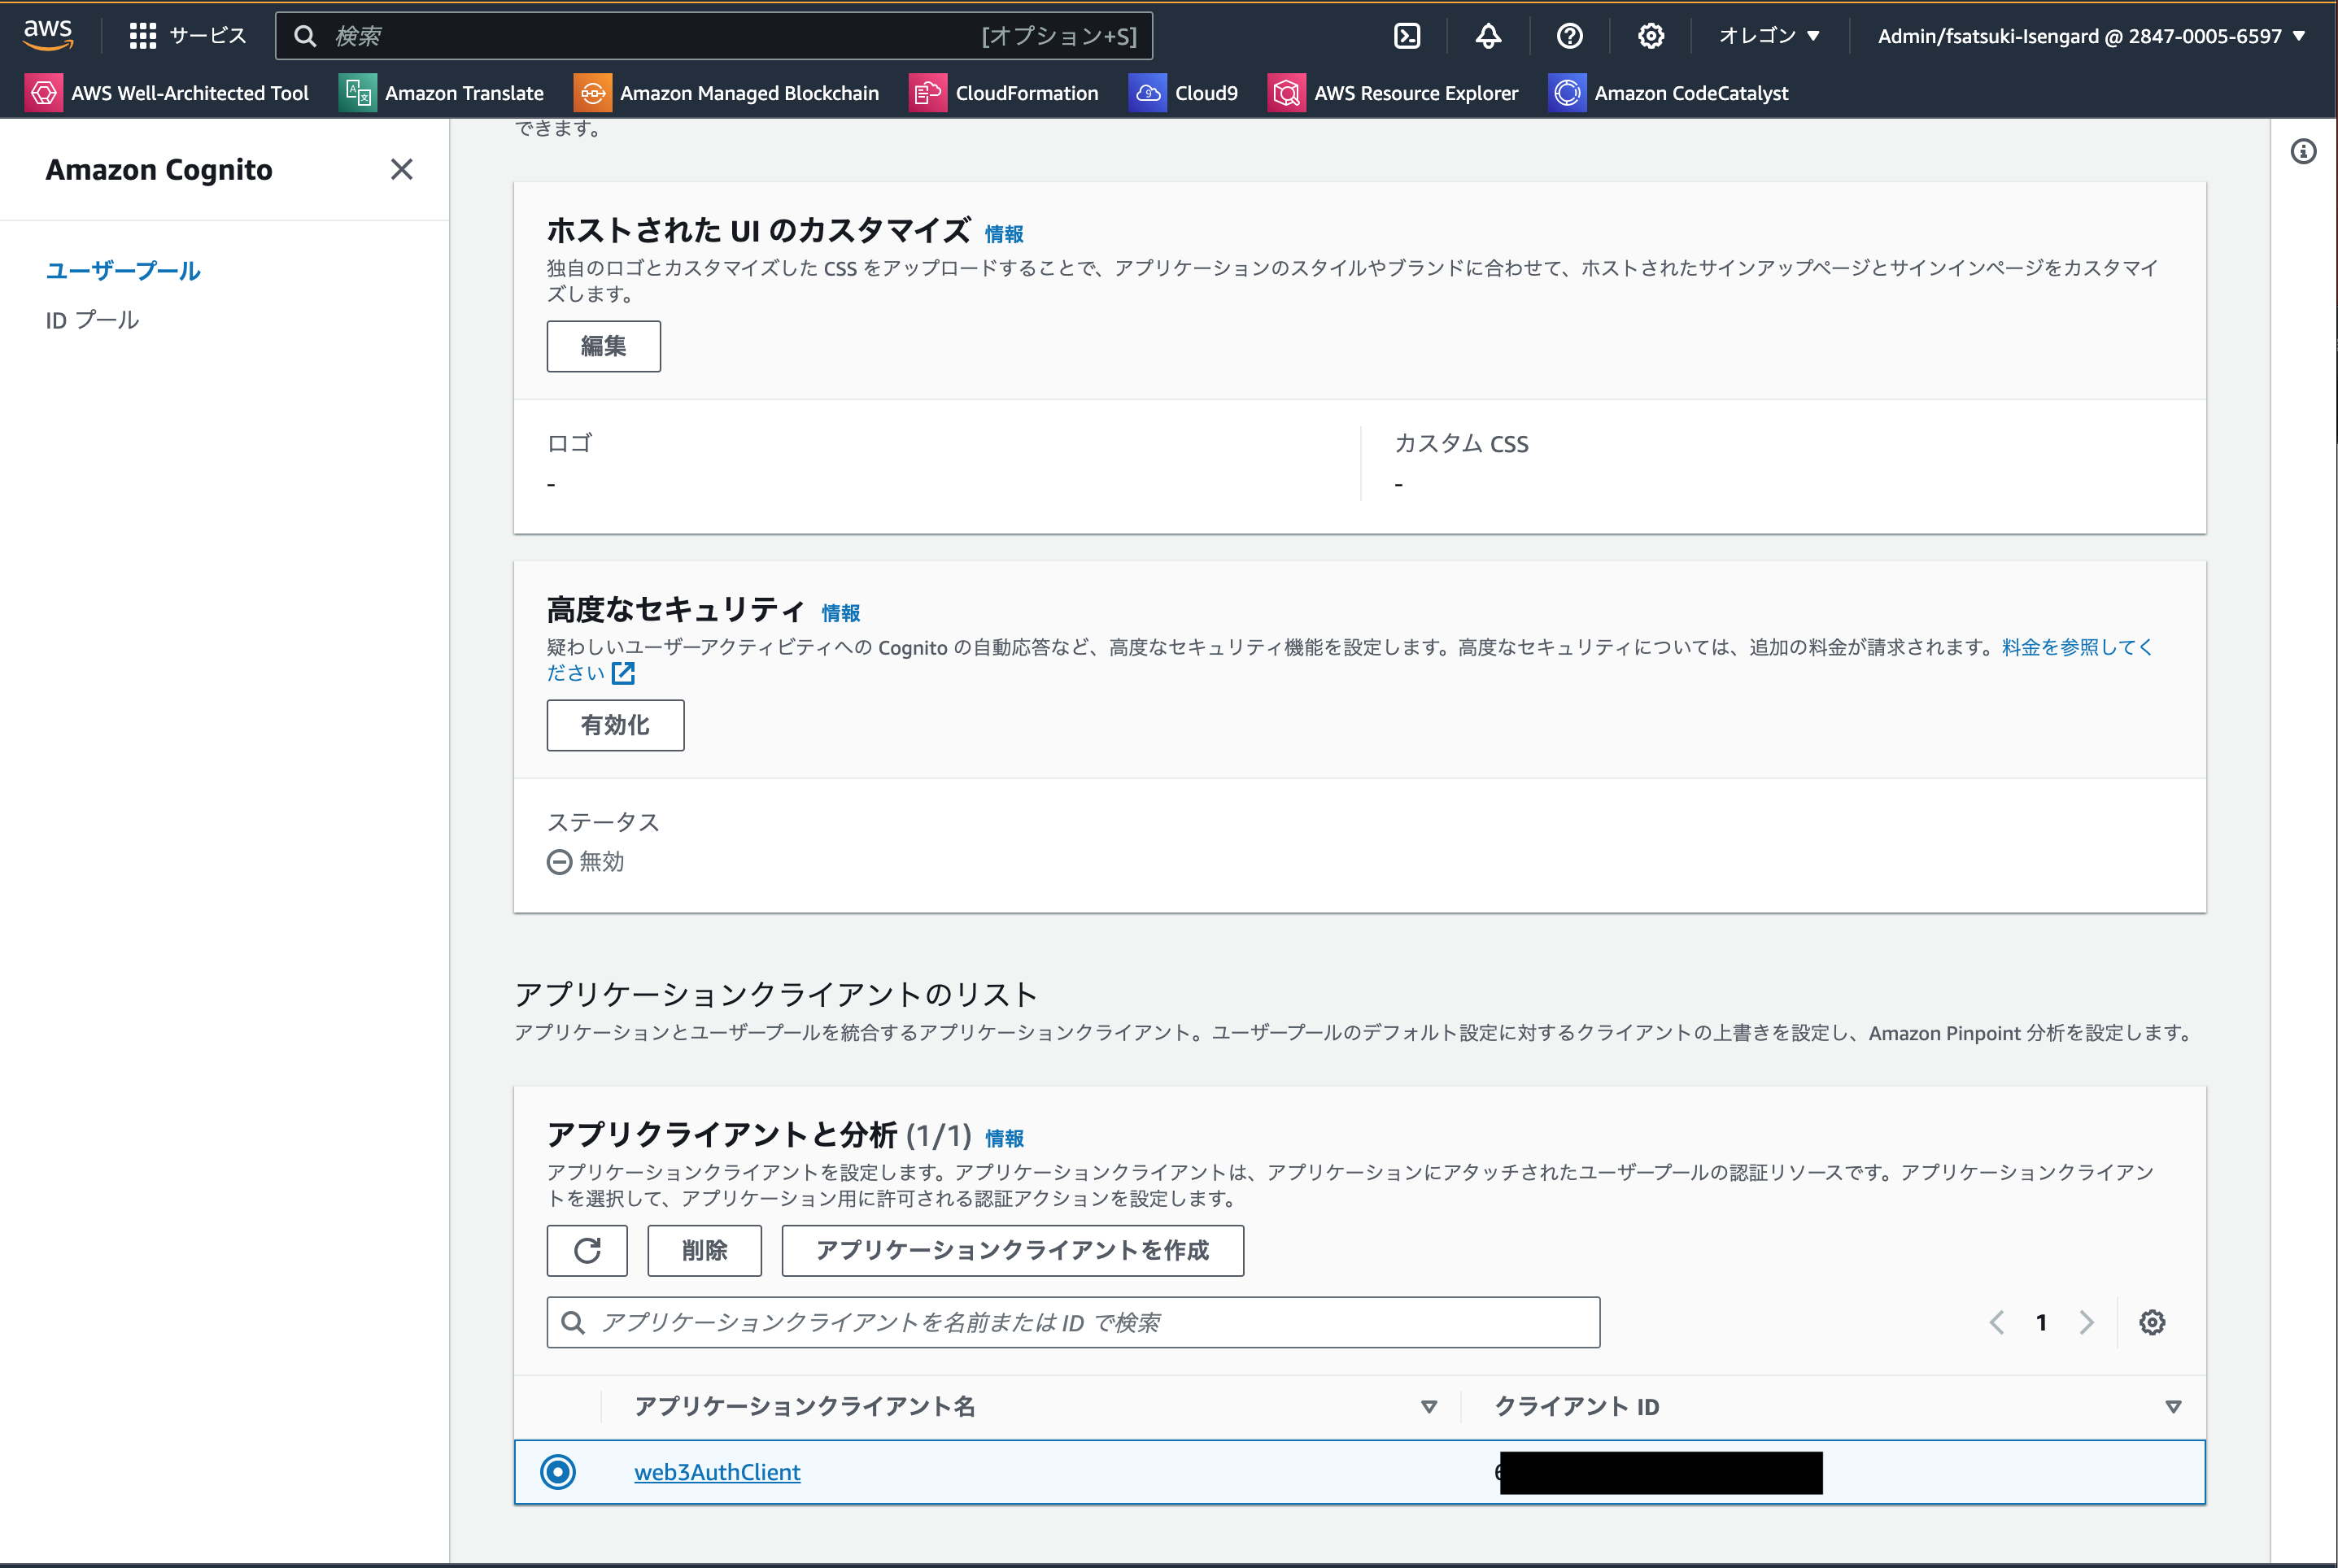 aws
サービス
検索
[オプション+S]
オレゴン
Admin/fsatsuki-Isengard @ 2847-0005-6597
AWS Well-Architected Tool
Amazon Translate
Amazon Managed Blockchain
CloudFormation
Cloud9
AWS Resource Explorer
Amazon CodeCatalyst
Amazon Cognito
ユーザープール
ID プール
できます。
ホストされた UI のカスタマイズ 情報
独自のロゴとカスタマイズした CSS をアップロードすることで、アプリケーションのスタイルやブランドに合わせて、ホストされたサインアップページとサインインページをカスタマイ
ズします。
編集
ロゴ
-
カスタム CSS
-
高度なセキュリティ 情報
疑わしいユーザーアクティビティへの Cognito の自動応答など、高度なセキュリティ機能を設定します。高度なセキュリティについては、追加の料金が請求されます。料金を参照してく
ださい
有効化
ステータス
無効
アプリケーションクライアントのリスト
アプリケーションとユーザープールを統合するアプリケーションクライアント。ユーザープールのデフォルト設定に対するクライアントの上書きを設定し、Amazon Pinpoint 分析を設定します。
アプリクライアントと分析 (1/1) 情報
アプリケーションクライアントを設定します。アプリケーションクライアントは、アプリケーションにアタッチされたユーザープールの認証リソースです。アプリケーションクライアン
トを選択して、アプリケーション用に許可される認証アクションを設定します。
削除
アプリケーションクライアントを作成
アプリケーションクライアントを名前または ID で検索
1
アプリケーションクライアント名
クライアント ID
web3AuthClient